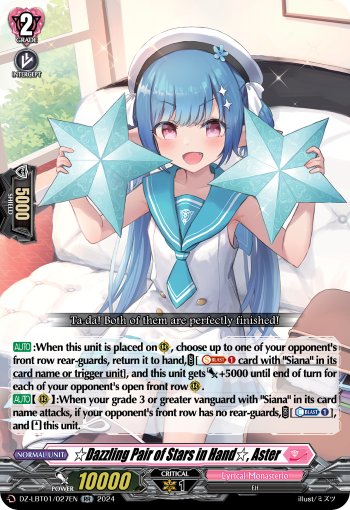 2
GRADE
INTERCEPT
5000
SHIELD
Ta-da! Both of them are perfectly finished!
AUTO :When this unit is placed on RC, choose up to one of your opponent's
front row rear-guards, return it to hand, [SOUL BLAST 1 card with "Siana" in its
card name or trigger unit], and this unit gets +5000 until end of turn for
each of your opponent's open front row RC.
AUTO [RC]:When your grade 3 or greater vanguard with "Siana" in its card
name attacks, if your opponent's front row has no rear-guards, [COUNTER BLAST 1],
and [ ] this unit.
NORMAL UNIT
☆Dazzling Pair of Stars in Hand☆, Aster
Lyrical Monasterio
POWER 10000
CRITICAL
1
Elf
D DZ-LBT01/027EN RR 2024
illust/ミズツ